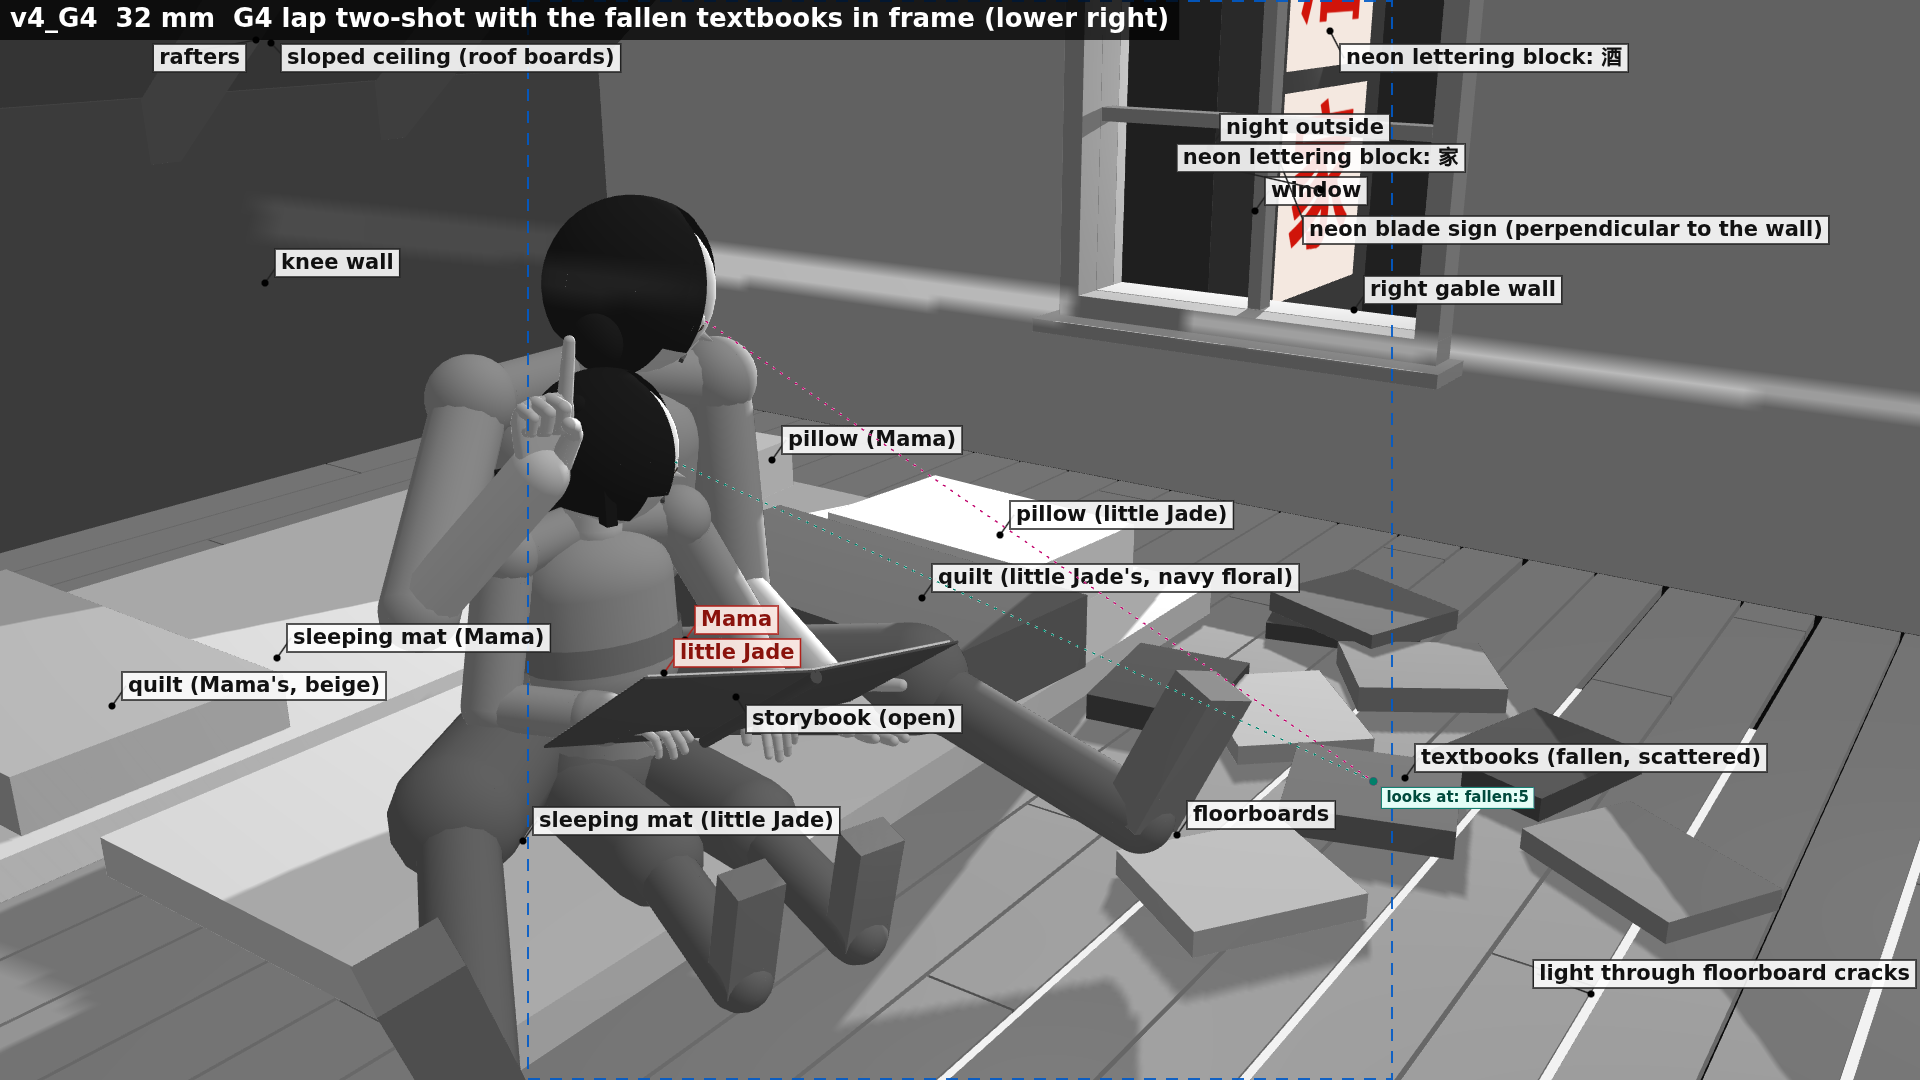 v4_G4 32 mm G4 lap two-shot with the fallen textbooks in frame (lower right)
rafters
sloped ceiling (roof boards)
neon lettering block: 酒
night outside
neon lettering block: 家
window
neon blade sign (perpendicular to the wall)
knee wall
right gable wall
家
pillow (Mama)
pillow (little Jade)
quilt (little Jade's, navy floral)
Mama
sleeping mat (Mama)
little Jade
quilt (Mama's, beige)
storybook (open)
textbooks (fallen, scattered)
looks at: fallen:5
floorboards
sleeping mat (little Jade)
light through floorboard cracks